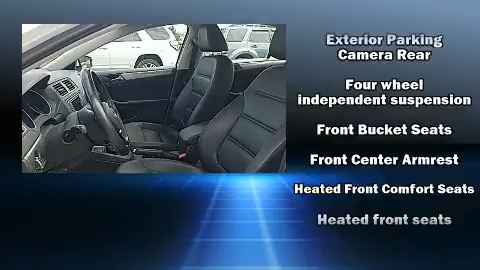 Exterior Parking
Camera Rear
Four wheel
independent suspension
Front Bucket Seats
Front Center Armrest
Heated Front Comfort Seats
Heated front seats